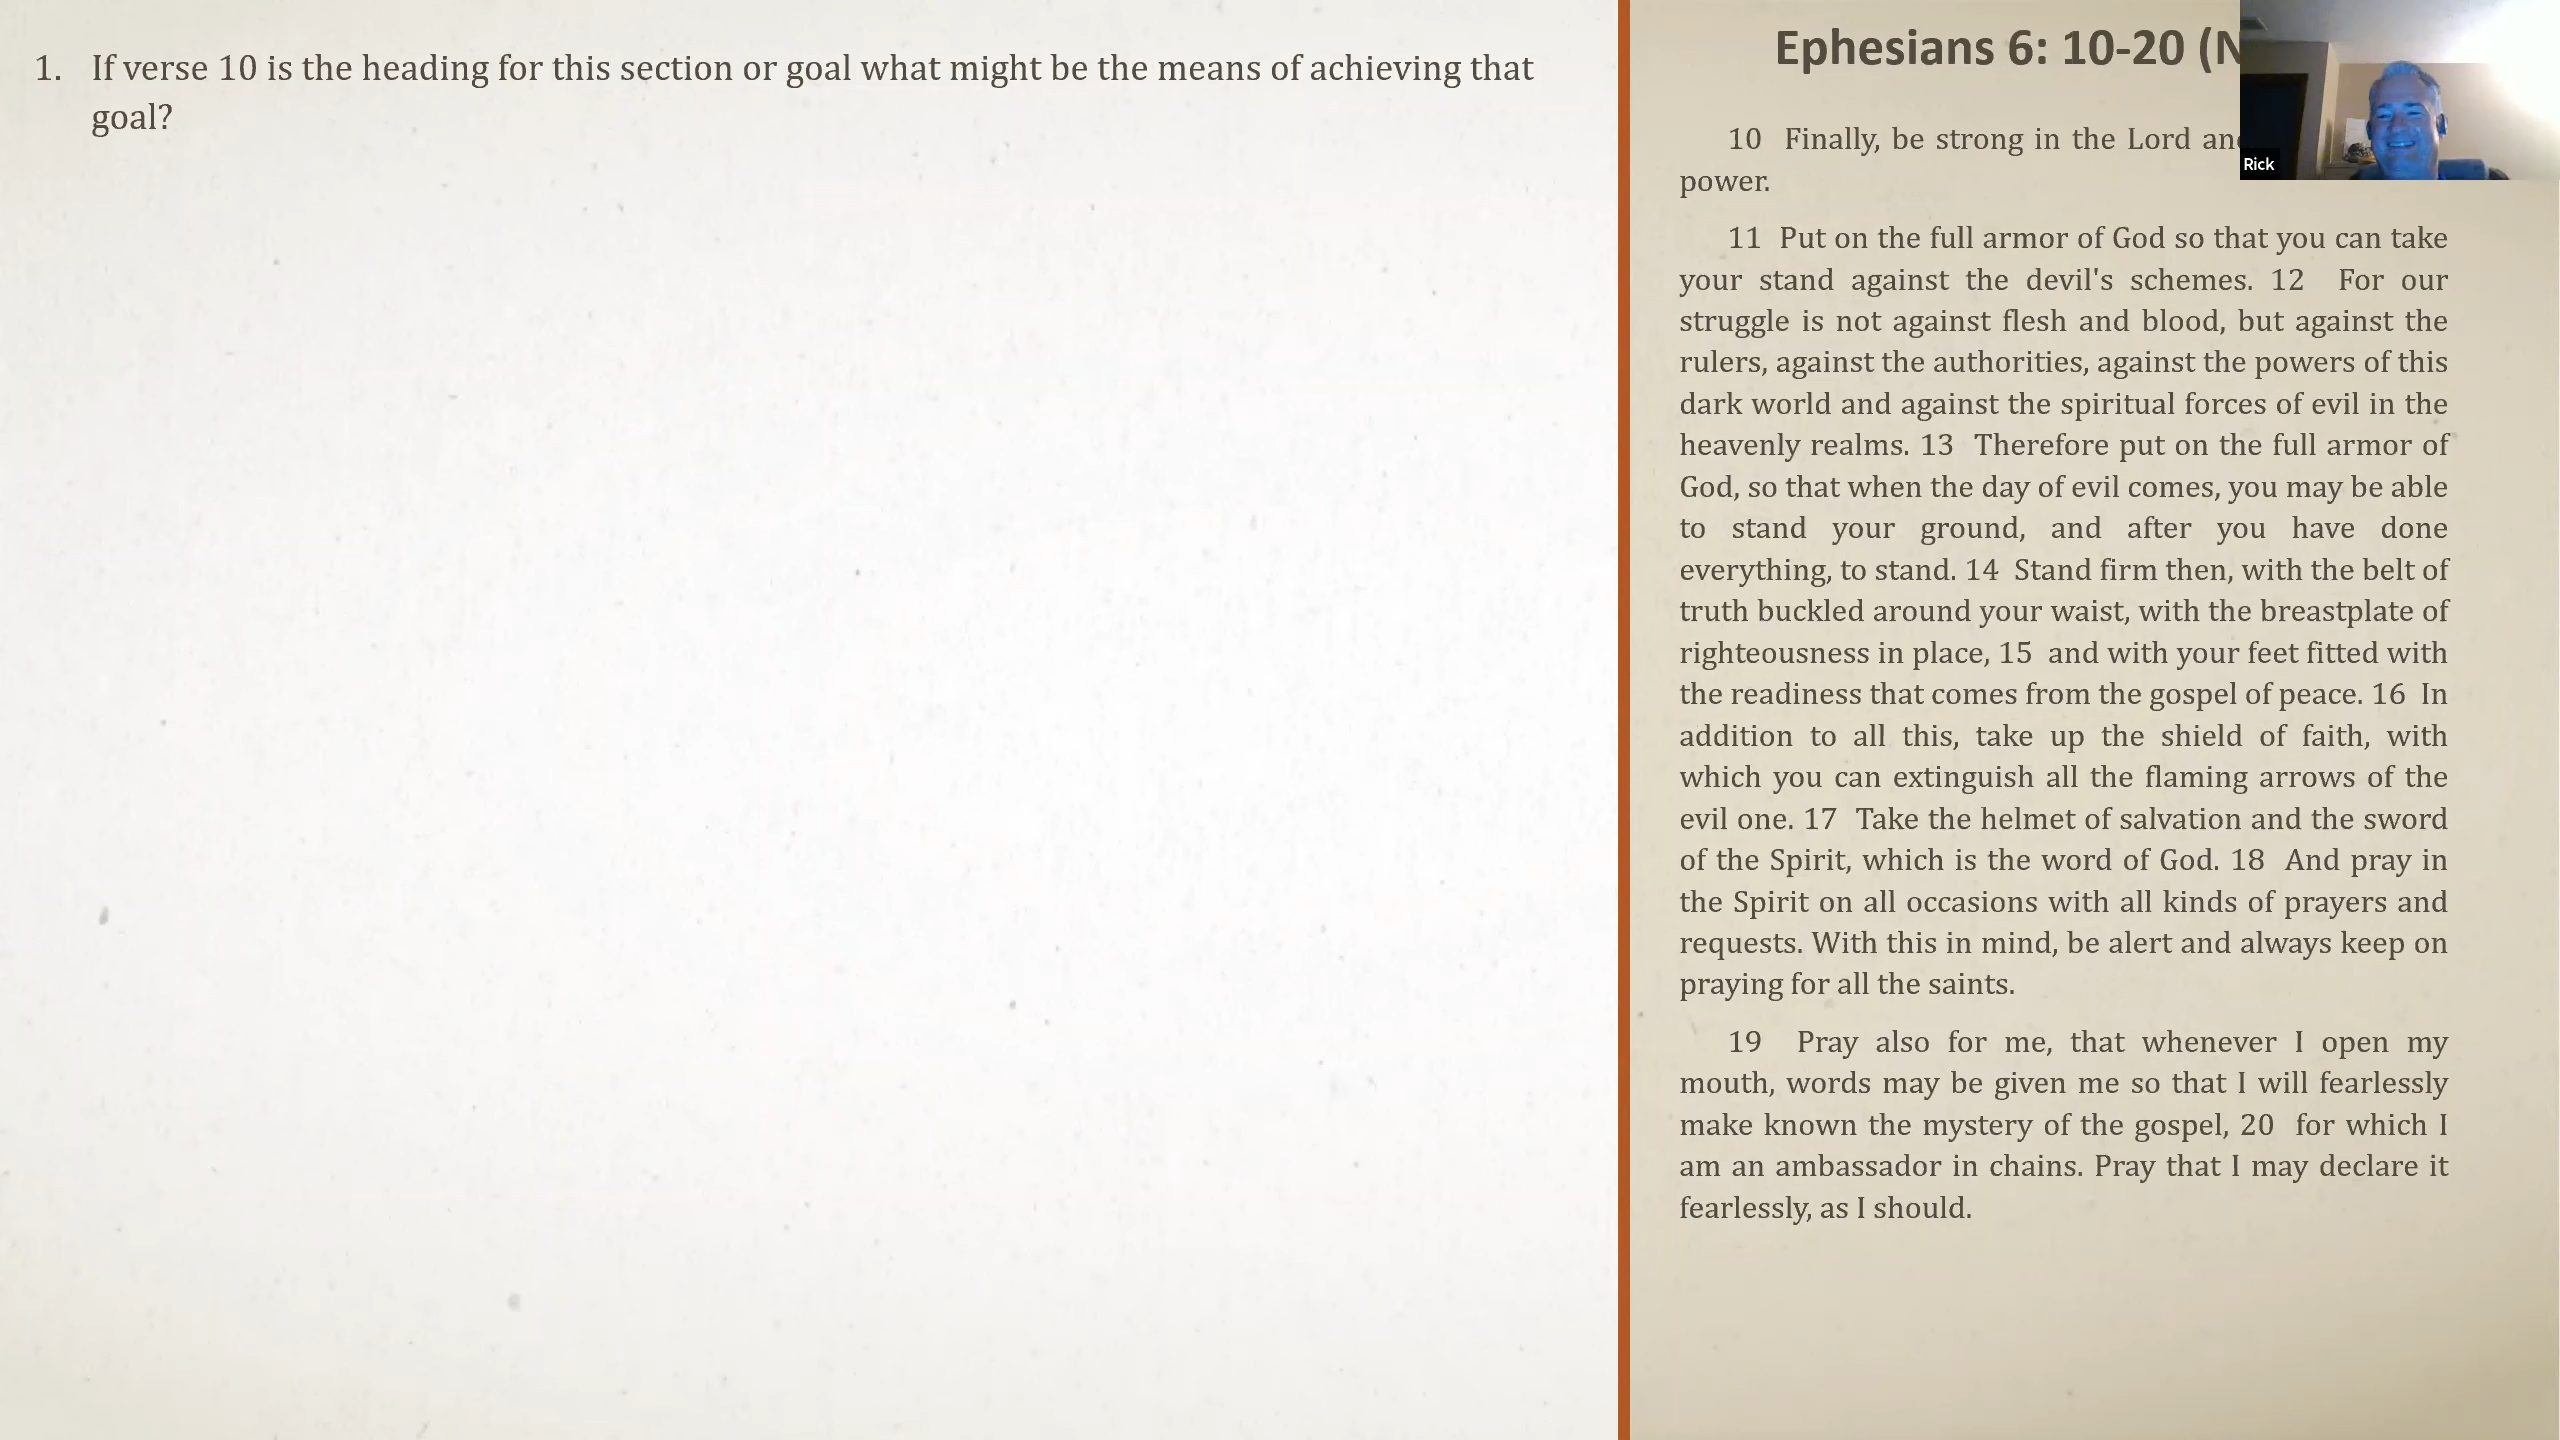 1. If verse 10 is the heading for this section or goal what might be the means of achieving that
goal?
Ephesians 6: 10-20 (N
10 Finally, be strong in the Lord and
power.
11 Put on the full armor of God so that you can take
your stand against the devil's schemes. 12 For our
struggle is not against flesh and blood, but against the
rulers, against the authorities, against the powers of this
dark world and against the spiritual forces of evil in the
heavenly realms. 13 Therefore put on the full armor of
God, so that when the day of evil comes, you may be able
to stand your ground, and after you have done
everything, to stand. 14 Stand firm then, with the belt of
truth buckled around your waist, with the breastplate of
righteousness in place, 15 and with your feet fitted with
the readiness that comes from the gospel of peace. 16 In
addition to all this, take up the shield of faith, with
which you can extinguish all the flaming arrows of the
evil one. 17 Take the helmet of salvation and the sword
of the Spirit, which is the word of God. 18 And pray in
the Spirit on all occasions with all kinds of prayers and
requests. With this in mind, be alert and always keep on
praying for all the saints.
19 Pray also for me, that whenever I open my
mouth, words may be given me so that I will fearlessly
make known the mystery of the gospel, 20 for which I
am an ambassador in chains. Pray that I may declare it
fearlessly, as I should.
Rick